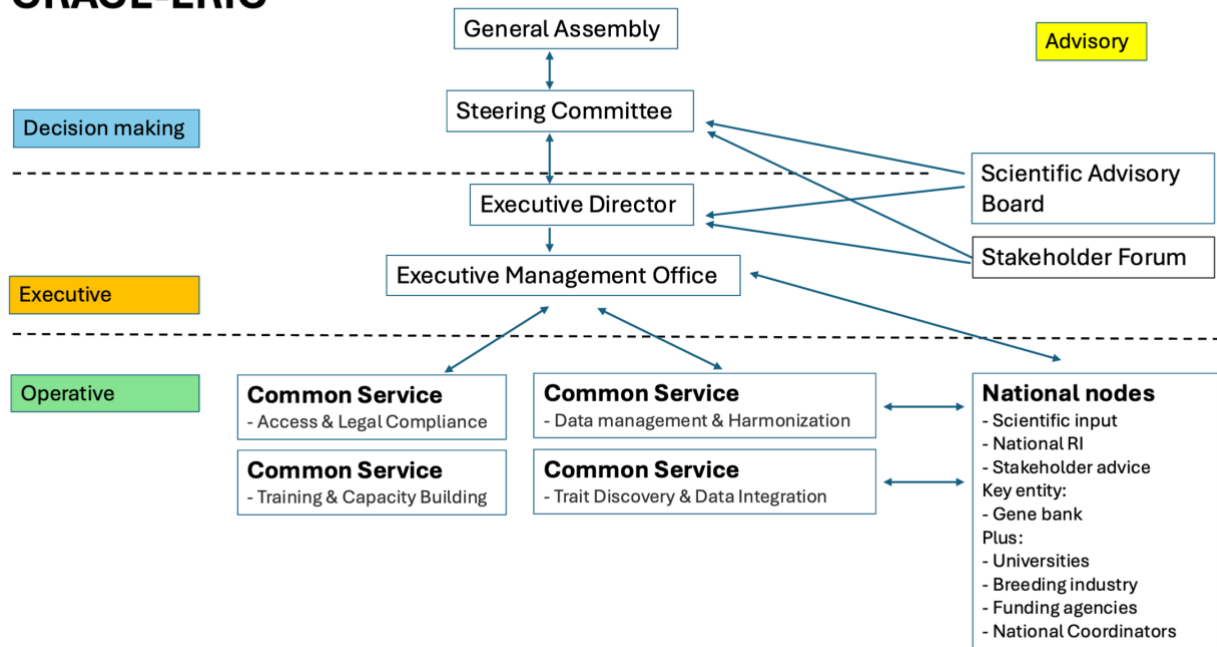 General Assembly
Advisory
Steering Committee
Decision making
Scientific Advisory
Board
Executive Director
Stakeholder Forum
Executive Management Office
Executive
Operative
Common Service
- Access & Legal Compliance
Common Service
- Data management & Harmonization
Common Service
- Training & Capacity Building
Common Service
- Trait Discovery & Data Integration
National nodes
- Scientific input
- National RI
- Stakeholder advice
Key entity:
- Gene bank
Plus:
- Universities
- Breeding industry
- Funding agencies
- National Coordinators